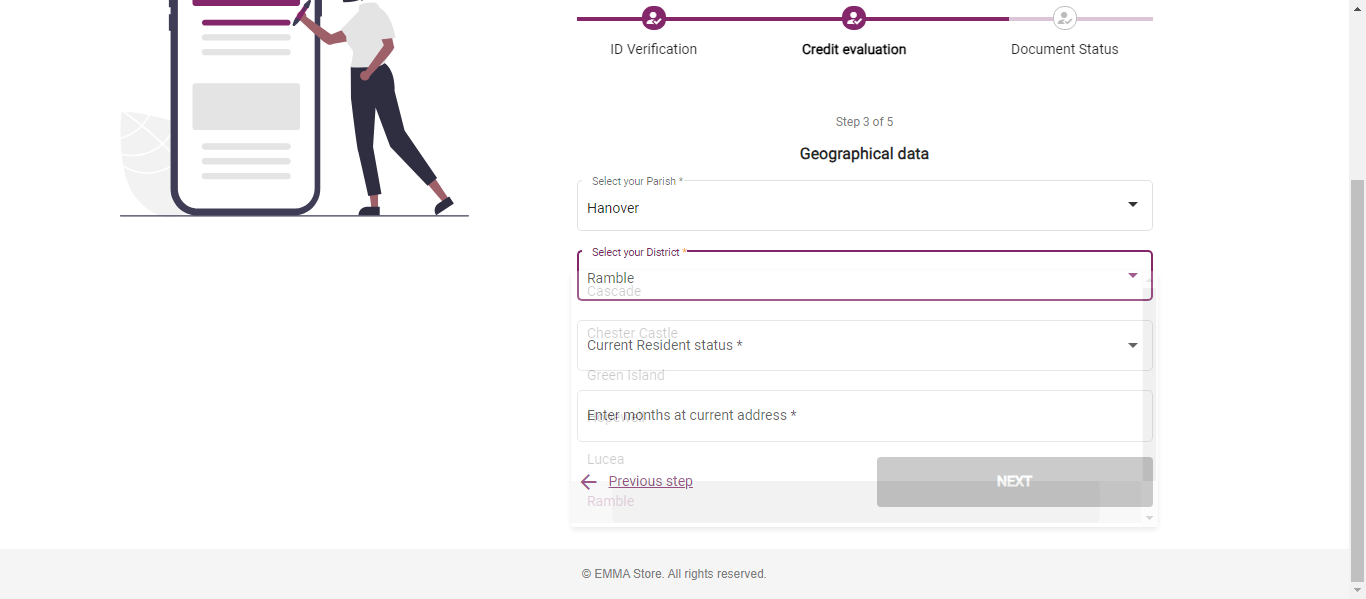 ID Verification
Credit evaluation
Document Status
Step 3 of 5
Geographical data
Select your Parish *
Hanover
Select your District *
Ramble
Cascade
Chester Castle
Current Resident status *
Green Island
Enter months at current address *
Hopewell
Lucea
Previous step
NEXT
Ramble
© EMMA Store. All rights reserved.